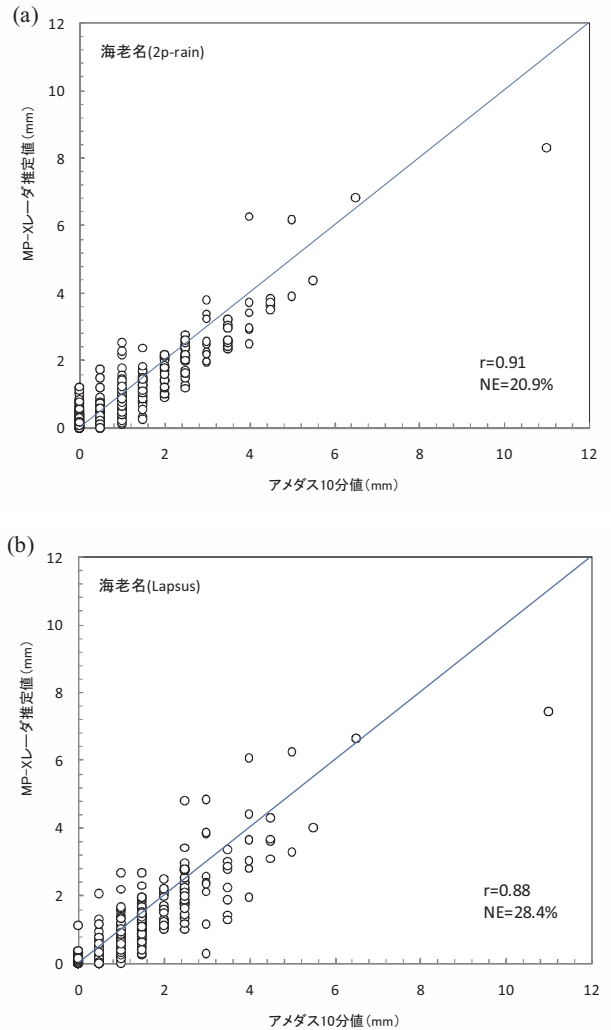 (a)
12
海老名(2p-rain)
10
8
6
4
2
0
MP-Xレーダ推定値(mm)
r=0.91
NE=20.9%
0 2 4 6 8 10 12
アメダス10分値(mm)
(b)
12
海老名(Lapsus)
10
8
6
4
2
0
MP-Xレーダ推定値(mm)
r=0.88
NE=28.4%
0 2 4 6 8 10 12
アメダス10分値(mm)